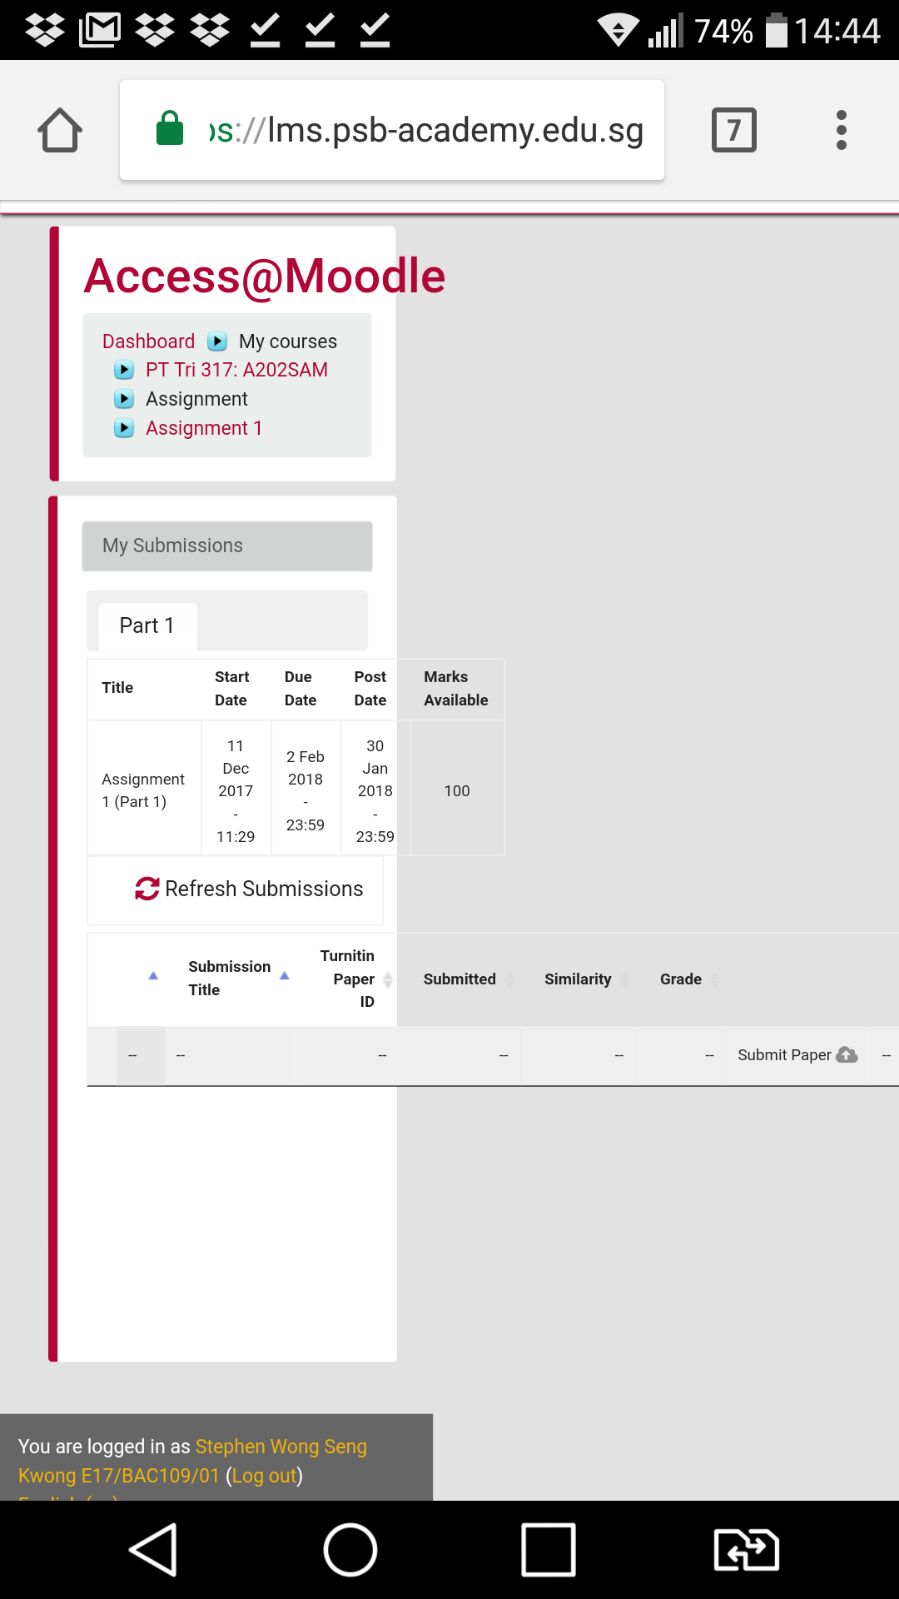 74% 14:44
os://lms.psb-academy.edu.sg
7
Access@Moodle
Dashboard My courses
PT Tri 317: A202SAM
Assignment
Assignment 1
My Submissions
Part 1
Title Start Date Due Date Post Date Marks Available
Assignment 1 (Part 1) 11 Dec 2017 - 11:29 2 Feb 2018 - 23:59 30 Jan 2018 - 23:59 100
Refresh Submissions
Submission Title Turnitin Paper ID Submitted Similarity Grade
-- -- -- -- -- -- Submit Paper --
You are logged in as Stephen Wong Seng
Kwong E17/BAC109/01 (Log out)